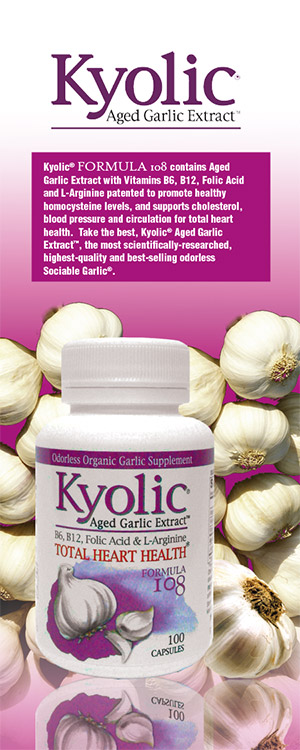 Kyolic®
Aged Garlic Extract™
Kyolic® FORMULA 108 contains Aged
Garlic Extract with Vitamins B6, B12, Folic Acid
and L-Arginine patented to promote healthy
homocysteine levels, and supports cholesterol,
blood pressure and circulation for total heart
health. Take the best, Kyolic® Aged Garlic
Extract™, the most scientifically-researched,
highest-quality and best-selling odorless
Sociable Garlic®.
Odorless Organic Garlic Supplement
Kyolic®
Aged Garlic Extract™
B6, B12, Folic Acid & L-Arginine
TOTAL HEART HEALTH®
FORMULA
108
100
CAPSULES
CAPSULES
100